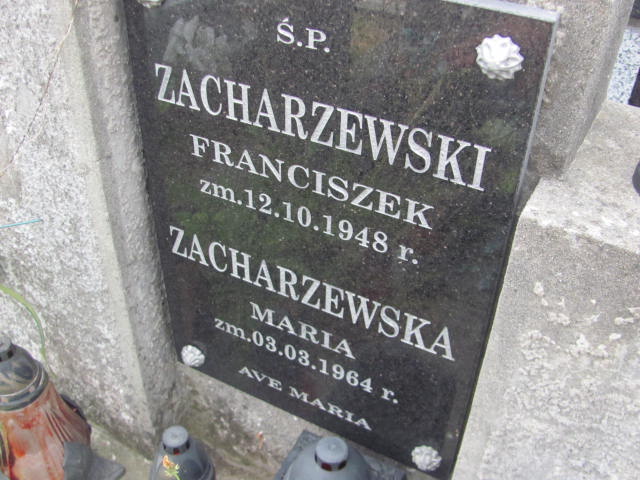 Ś.P.
ZACHARZEWSKI
FRANCISZEK
zm.12.10.1948 r.
ZACHARZEWSKA
MARIA
zm.03.03.1964 r.
AVE MARIA